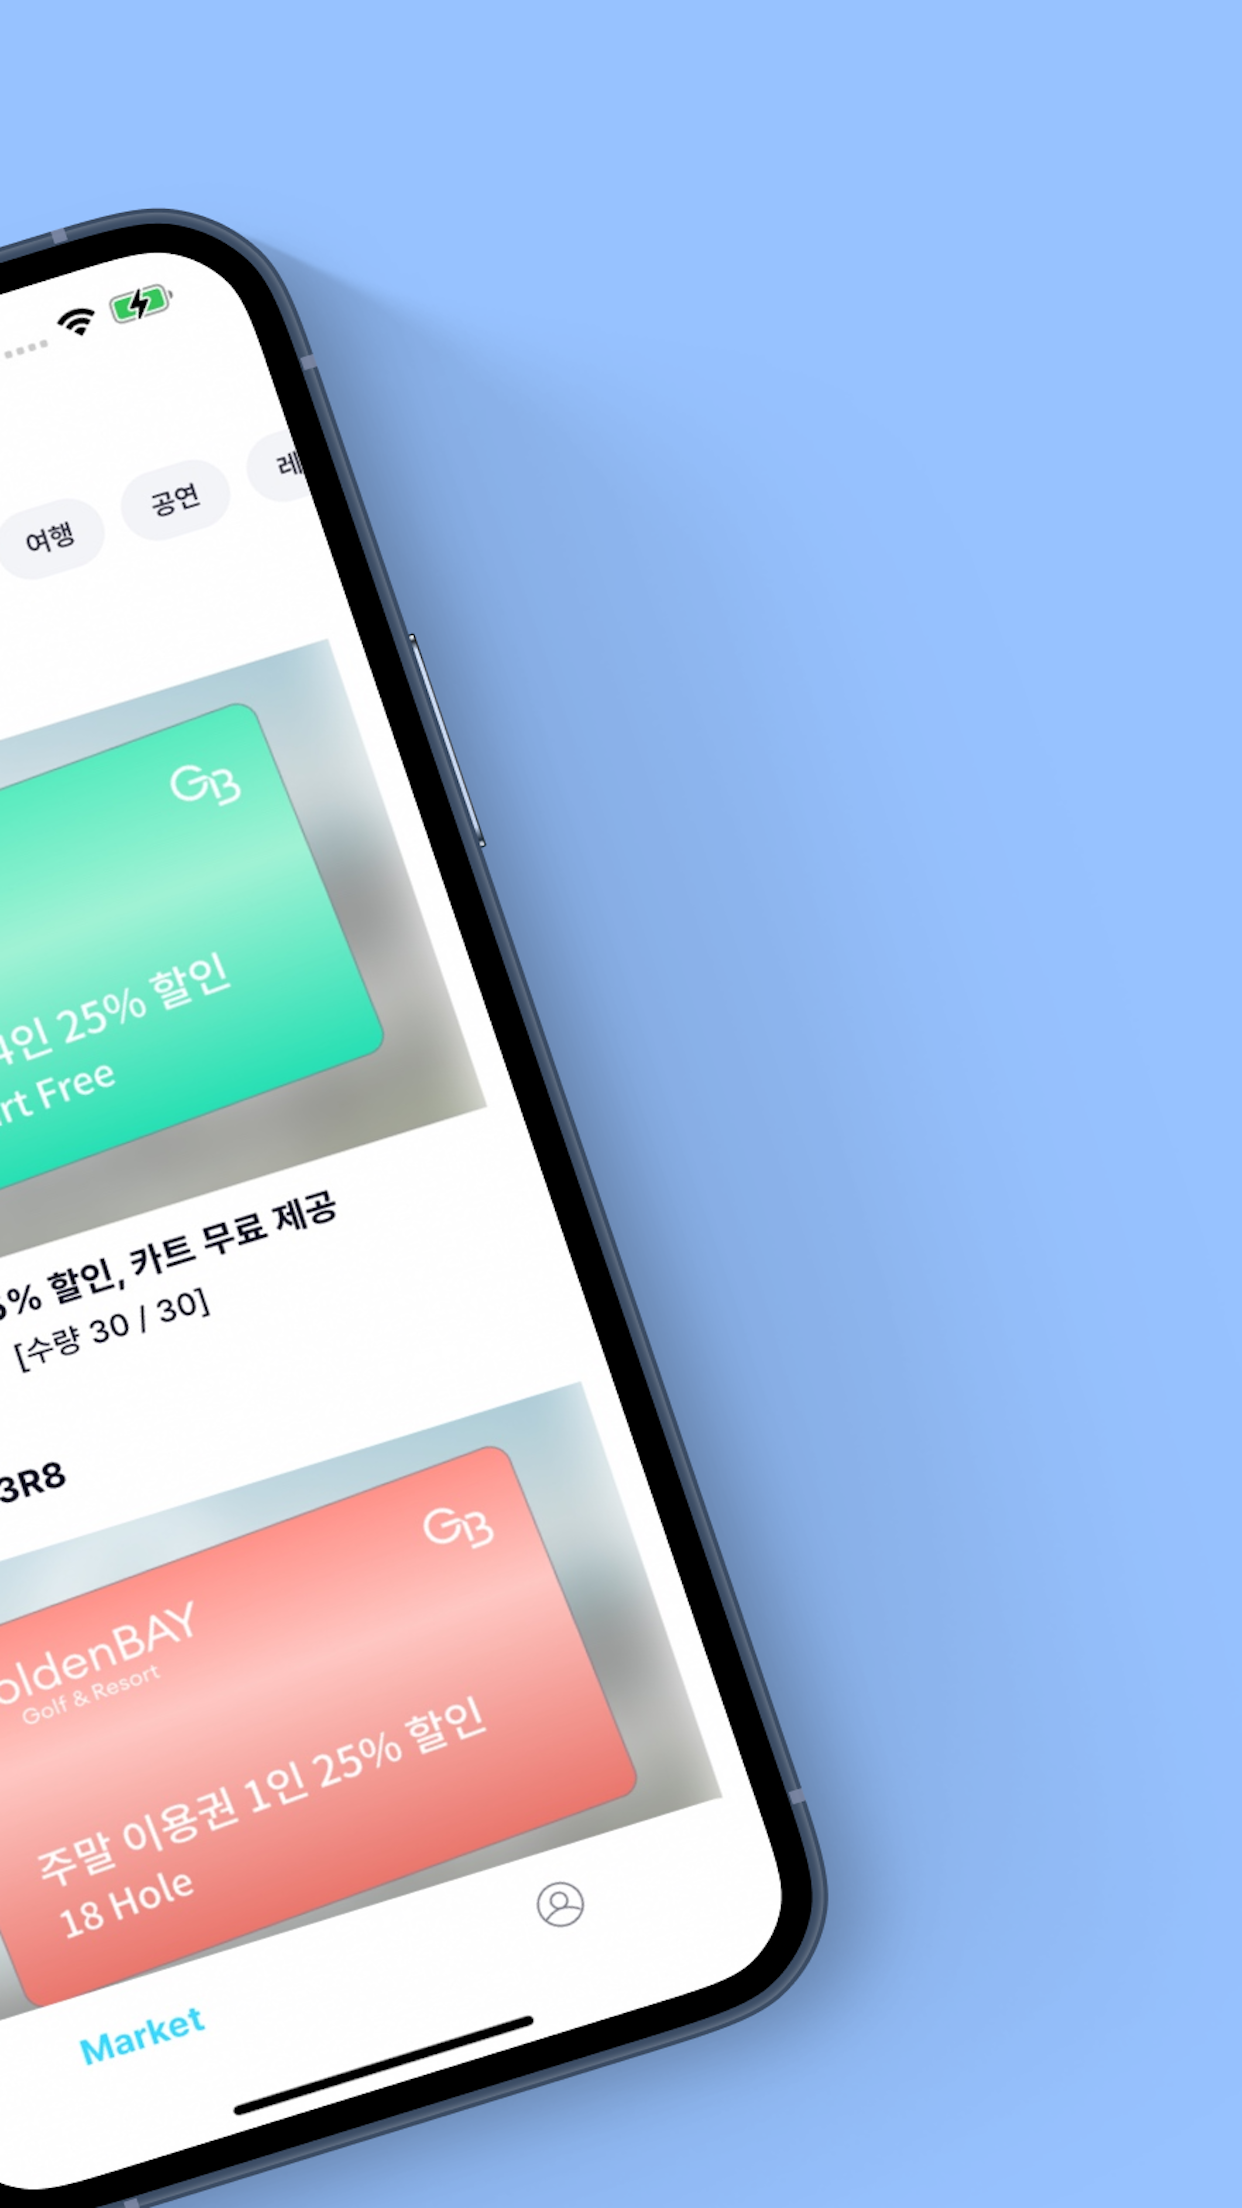 여행
공연
레
GB
4인 25% 할인
rt Free
% 할인, 카트 무료 제공
[수량 30 / 30]
3R8
GB
oldenBAY
Golf & Resort
주말 이용권 1인 25% 할인
18 Hole
Market